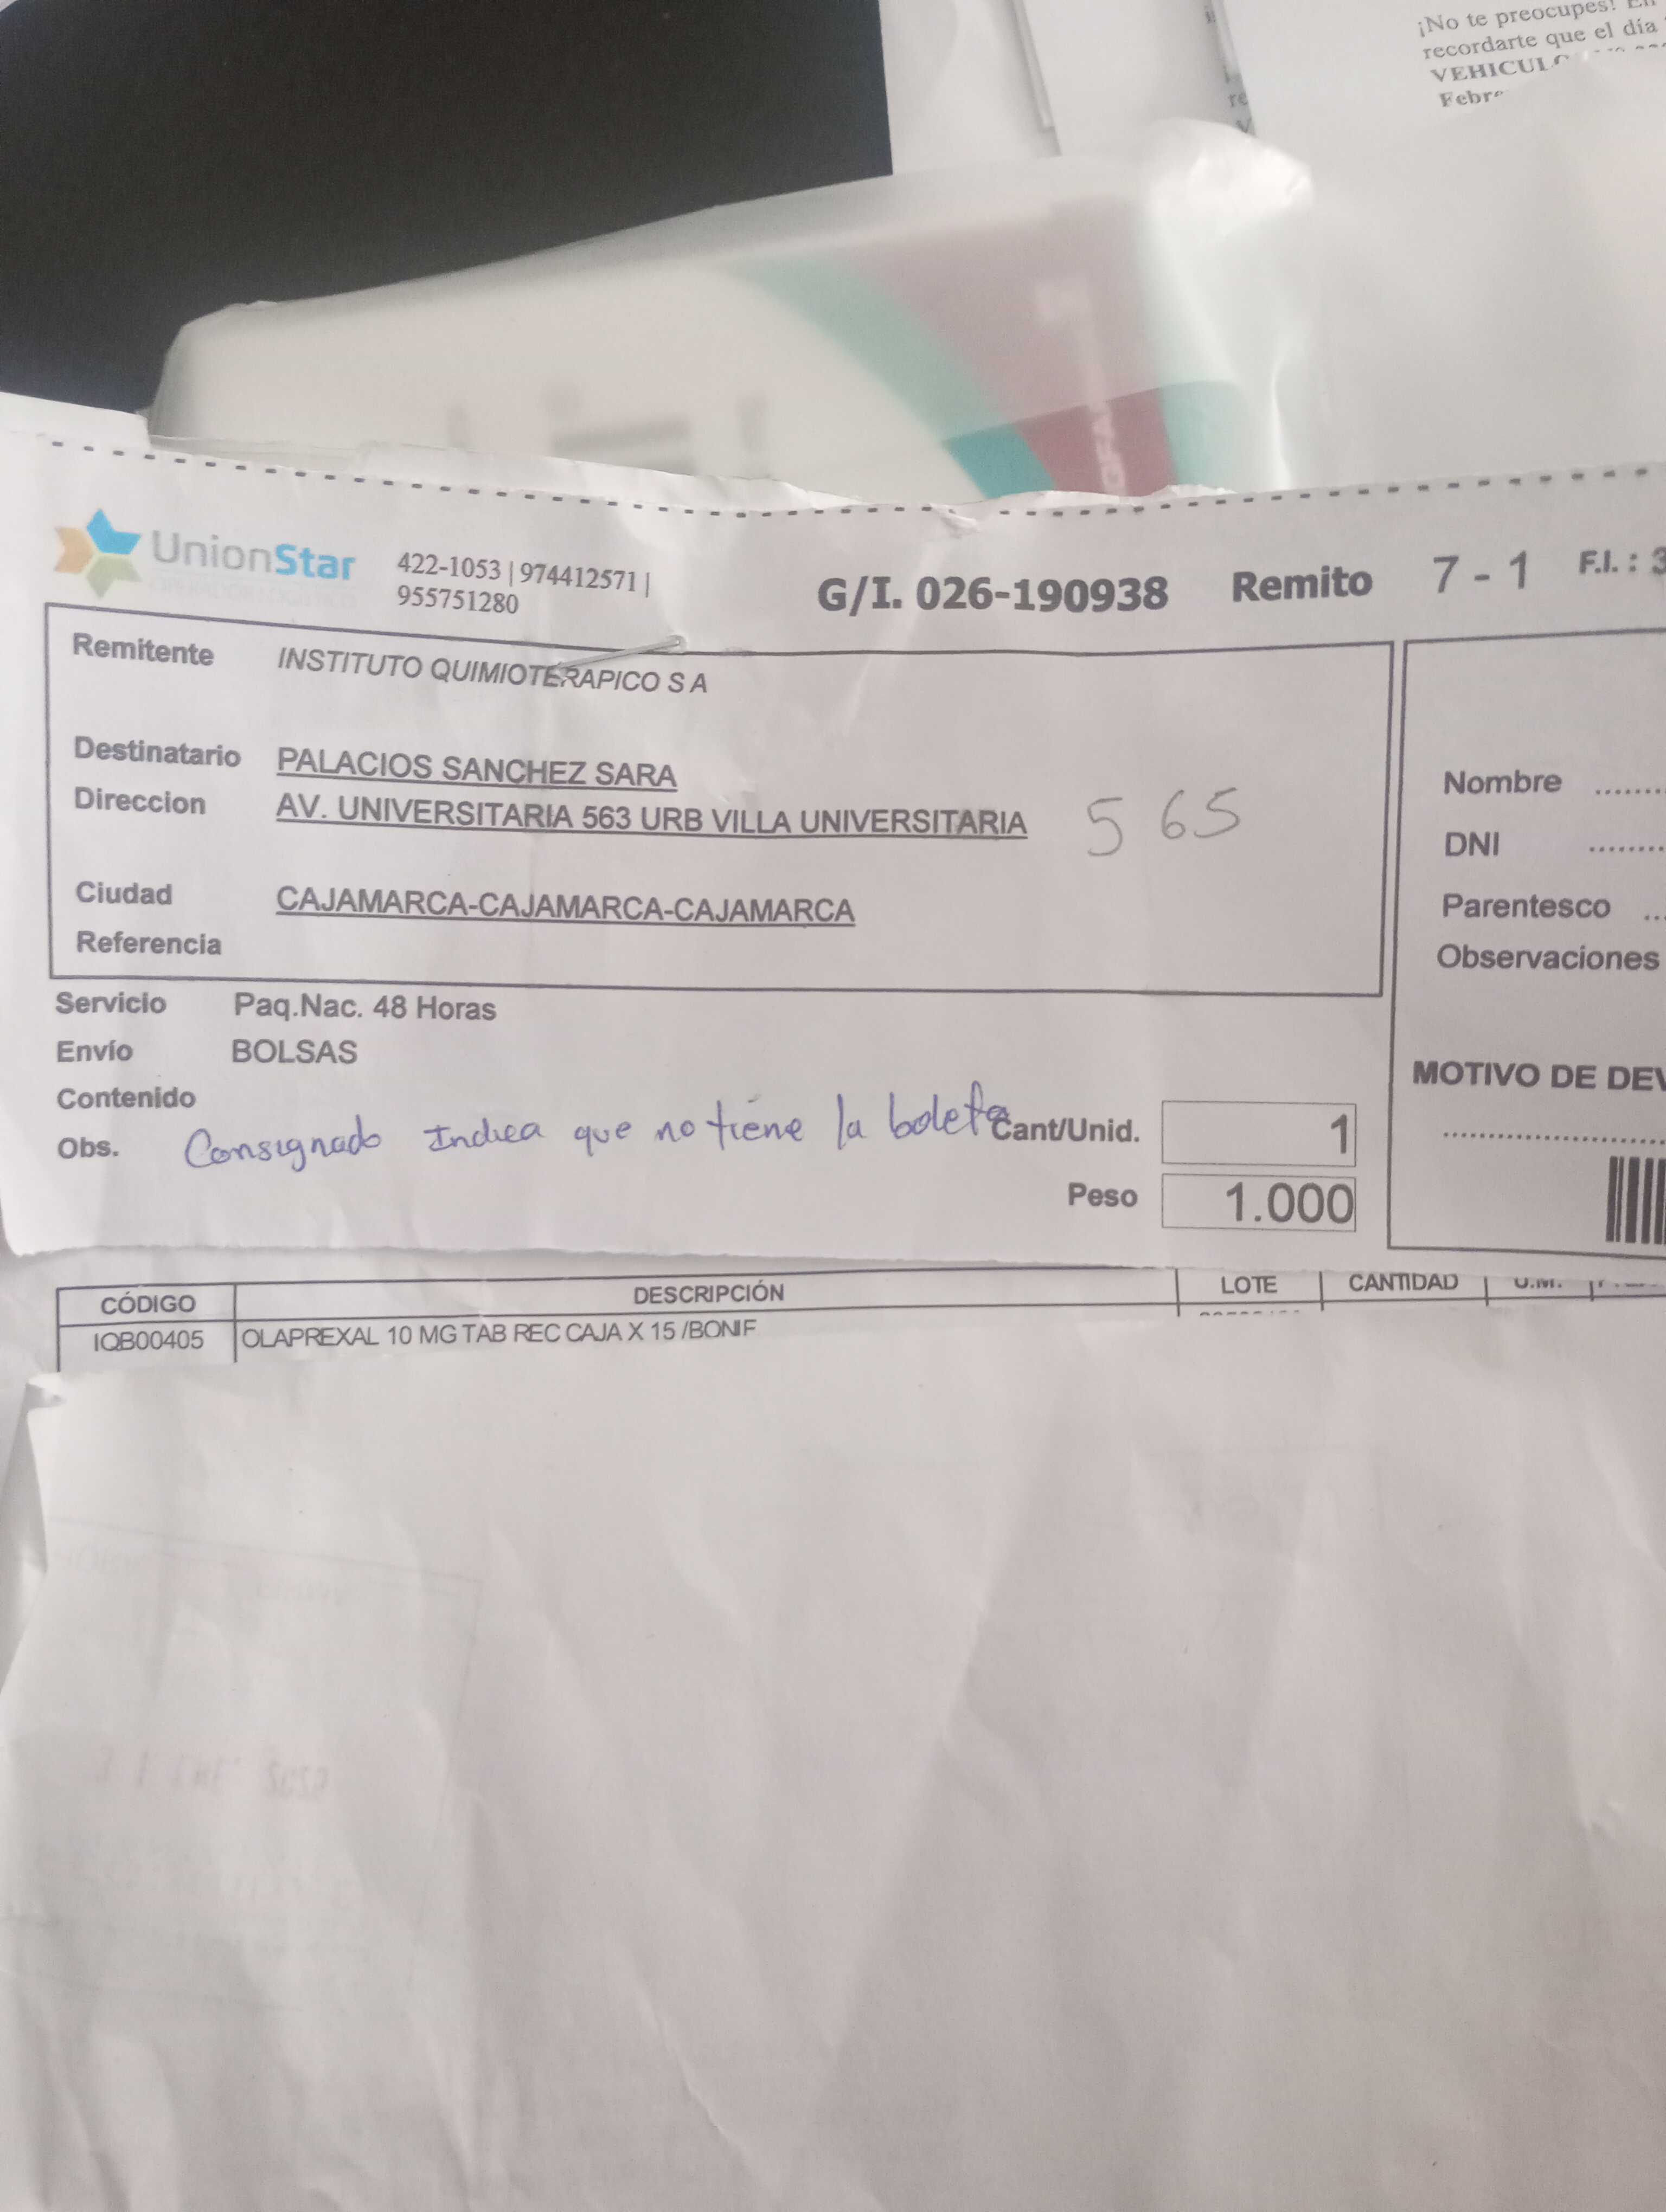 ¡No te preocupes!
recordarte que el día
VEHICULO
UnionStar
422-1053 | 974412571 |
955751280
G/I. 026-190938 Remito 7 - 1 F.I. : 3
Remitente INSTITUTO QUIMIOTERAPICO S A
Destinatario PALACIOS SANCHEZ SARA
Direccion AV. UNIVERSITARIA 563 URB VILLA UNIVERSITARIA 565
Ciudad CAJAMARCA-CAJAMARCA-CAJAMARCA
Referencia
Nombre
DNI
Parentesco
Observaciones
Servicio Paq.Nac. 48 Horas
Envío BOLSAS
Contenido
Obs. Consignado Indica que no tiene la boleta
Cant/Unid. 1
Peso 1.000
MOTIVO DE DEV
CÓDIGO DESCRIPCIÓN LOTE CANTIDAD U.M.
IQB00405 OLAPREXAL 10 MG TAB REC CAJA X 15 /BONIF